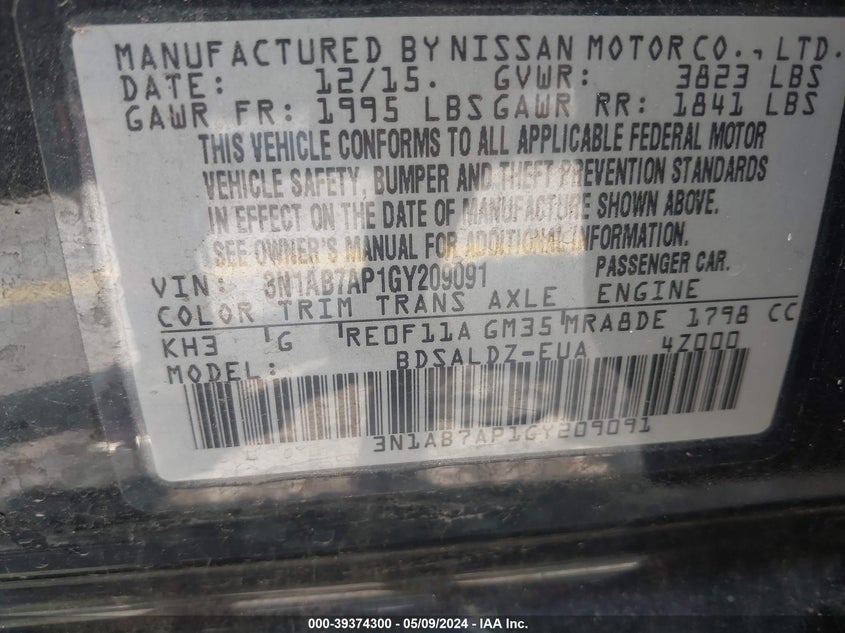 MANUFACTURED BY NISSAN MOTOR CO., LTD.
DATE: 12/15. GVWR: 3823 LBS
GAWR FR: 1995 LBS GAWR RR: 1841 LBS
THIS VEHICLE CONFORMS TO ALL APPLICABLE FEDERAL MOTOR
VEHICLE SAFETY, BUMPER AND THEFT PREVENTION STANDARDS
IN EFFECT ON THE DATE OF MANUFACTURE SHOWN ABOVE.
SEE OWNER'S MANUAL FOR ADDITIONAL INFORMATION.
VIN: 3N1AB7AP1GY209091 PASSENGER CAR.
COLOR TRIM TRANS AXLE ENGINE
KH3 G RE0F11A GM35 MRA8DE 1798 CC
MODEL: BDSALDZ-EUA 4Z000
3N1AB7AP1GY209091
000-39374300 - 05/09/2024 - IAAI.com